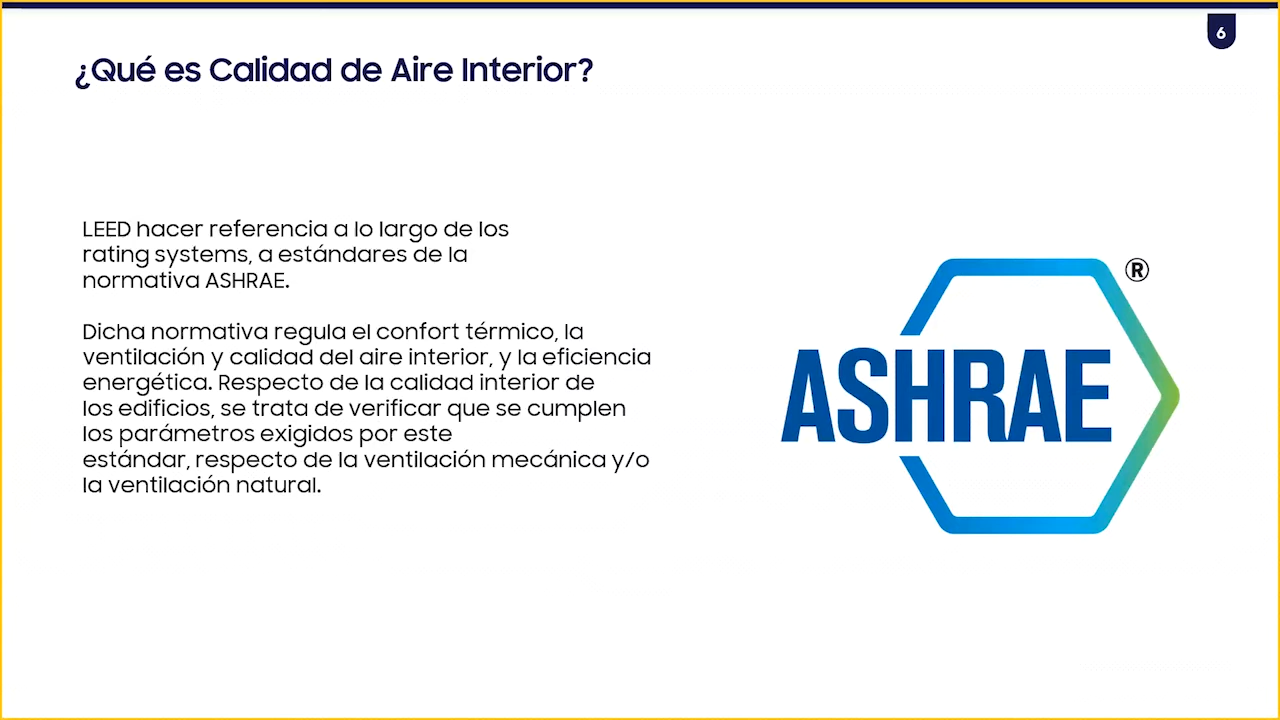 6
¿Qué es Calidad de Aire Interior?
LEED hacer referencia a lo largo de los
rating systems, a estándares de la
normativa ASHRAE.
Dicha normativa regula el confort térmico, la
ventilación y calidad del aire interior, y la eficiencia
energética. Respecto de la calidad interior de
los edificios, se trata de verificar que se cumplen
los parámetros exigidos por este
estándar, respecto de la ventilación mecánica y/o
la ventilación natural.
ASHRAE®